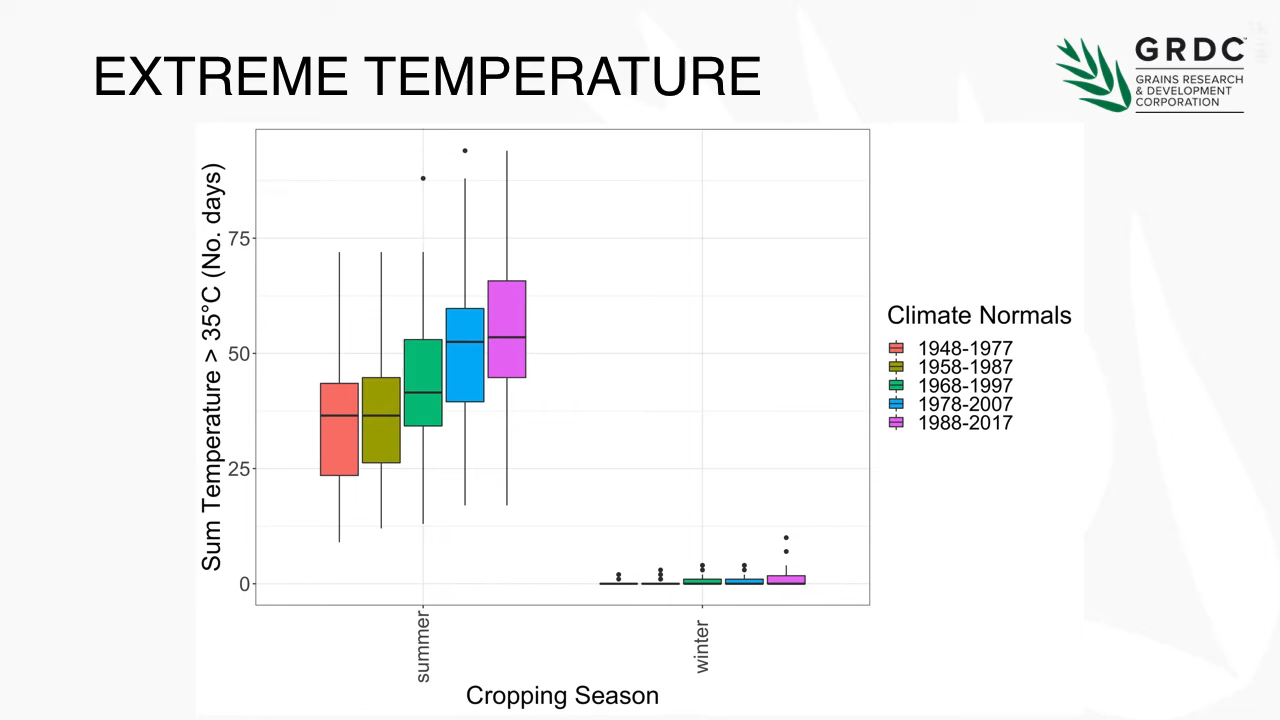 EXTREME TEMPERATURE
GRDC™
GRAINS RESEARCH
& DEVELOPMENT
CORPORATION
Sum Temperature > 35°C (No. days)
75
50
25
0
summer
winter
Cropping Season
Climate Normals
1948-1977
1958-1987
1968-1997
1978-2007
1988-2017